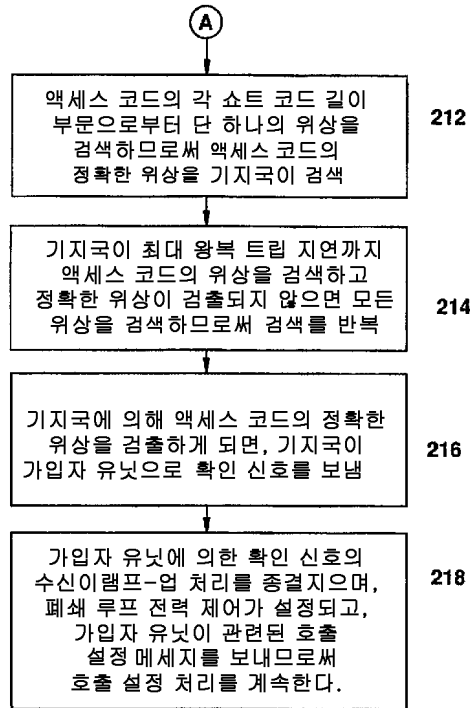 A
액세스 코드의 각 쇼트 코드 길이
부문으로부터 단 하나의 위상을
검색하므로써 액세스 코드의
정확한 위상을 기지국이 검색
212
기지국이 최대 왕복 트립 지연까지
액세스 코드의 위상을 검색하고
정확한 위상이 검출되지 않으면 모든
위상을 검색하므로써 검색를 반복
214
기지국에 의해 액세스 코드의 정확한
위상을 검출하게 되면, 기지국이
가입자 유닛으로 확인 신호를 보냄
216
가입자 유닛에 의한 확인 신호의
수신이램프-업 처리를 종결지으며,
폐쇄 루프 전력 제어가 설정되고,
가입자 유닛이 관련된 호출
설정 메세지를 보내므로써
호출 설정 처리를 계속한다.
218